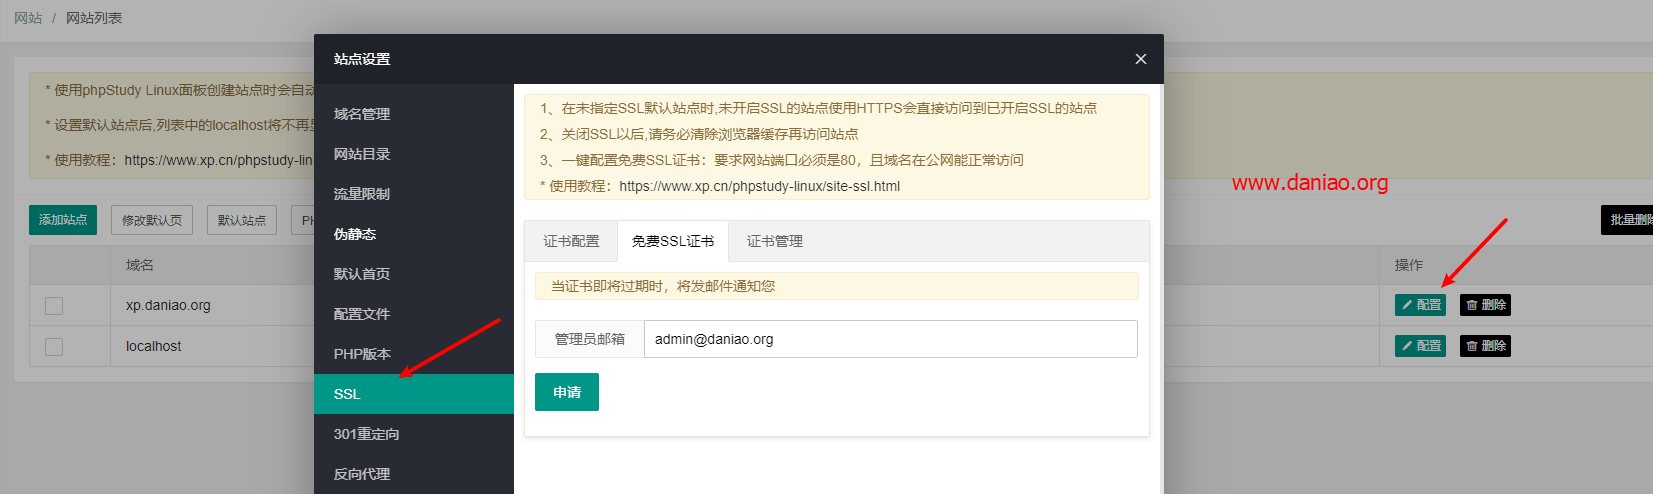 网站 / 网站列表
站点设置
* 使用phpStudy Linux面板创建站点时会自动
* 设置默认站点后,列表中的localhost将不再显
* 使用教程：https://www.xp.cn/phpstudy-lin
添加站点 修改默认页 默认站点 PH
域名
xp.daniao.org
localhost
域名管理
网站目录
流量限制
伪静态
默认首页
配置文件
PHP版本
SSL
301重定向
反向代理
1、在未指定SSL默认站点时,未开启SSL的站点使用HTTPS会直接访问到已开启SSL的站点
2、关闭SSL以后,请务必清除浏览器缓存再访问站点
3、一键配置免费SSL证书：要求网站端口必须是80，且域名在公网能正常访问
* 使用教程：https://www.xp.cn/phpstudy-linux/site-ssl.html
证书配置 免费SSL证书 证书管理
当证书即将过期时，将发邮件通知您
管理员邮箱 admin@daniao.org
申请
www.daniao.org
批量删除
操作
配置 删除
配置 删除